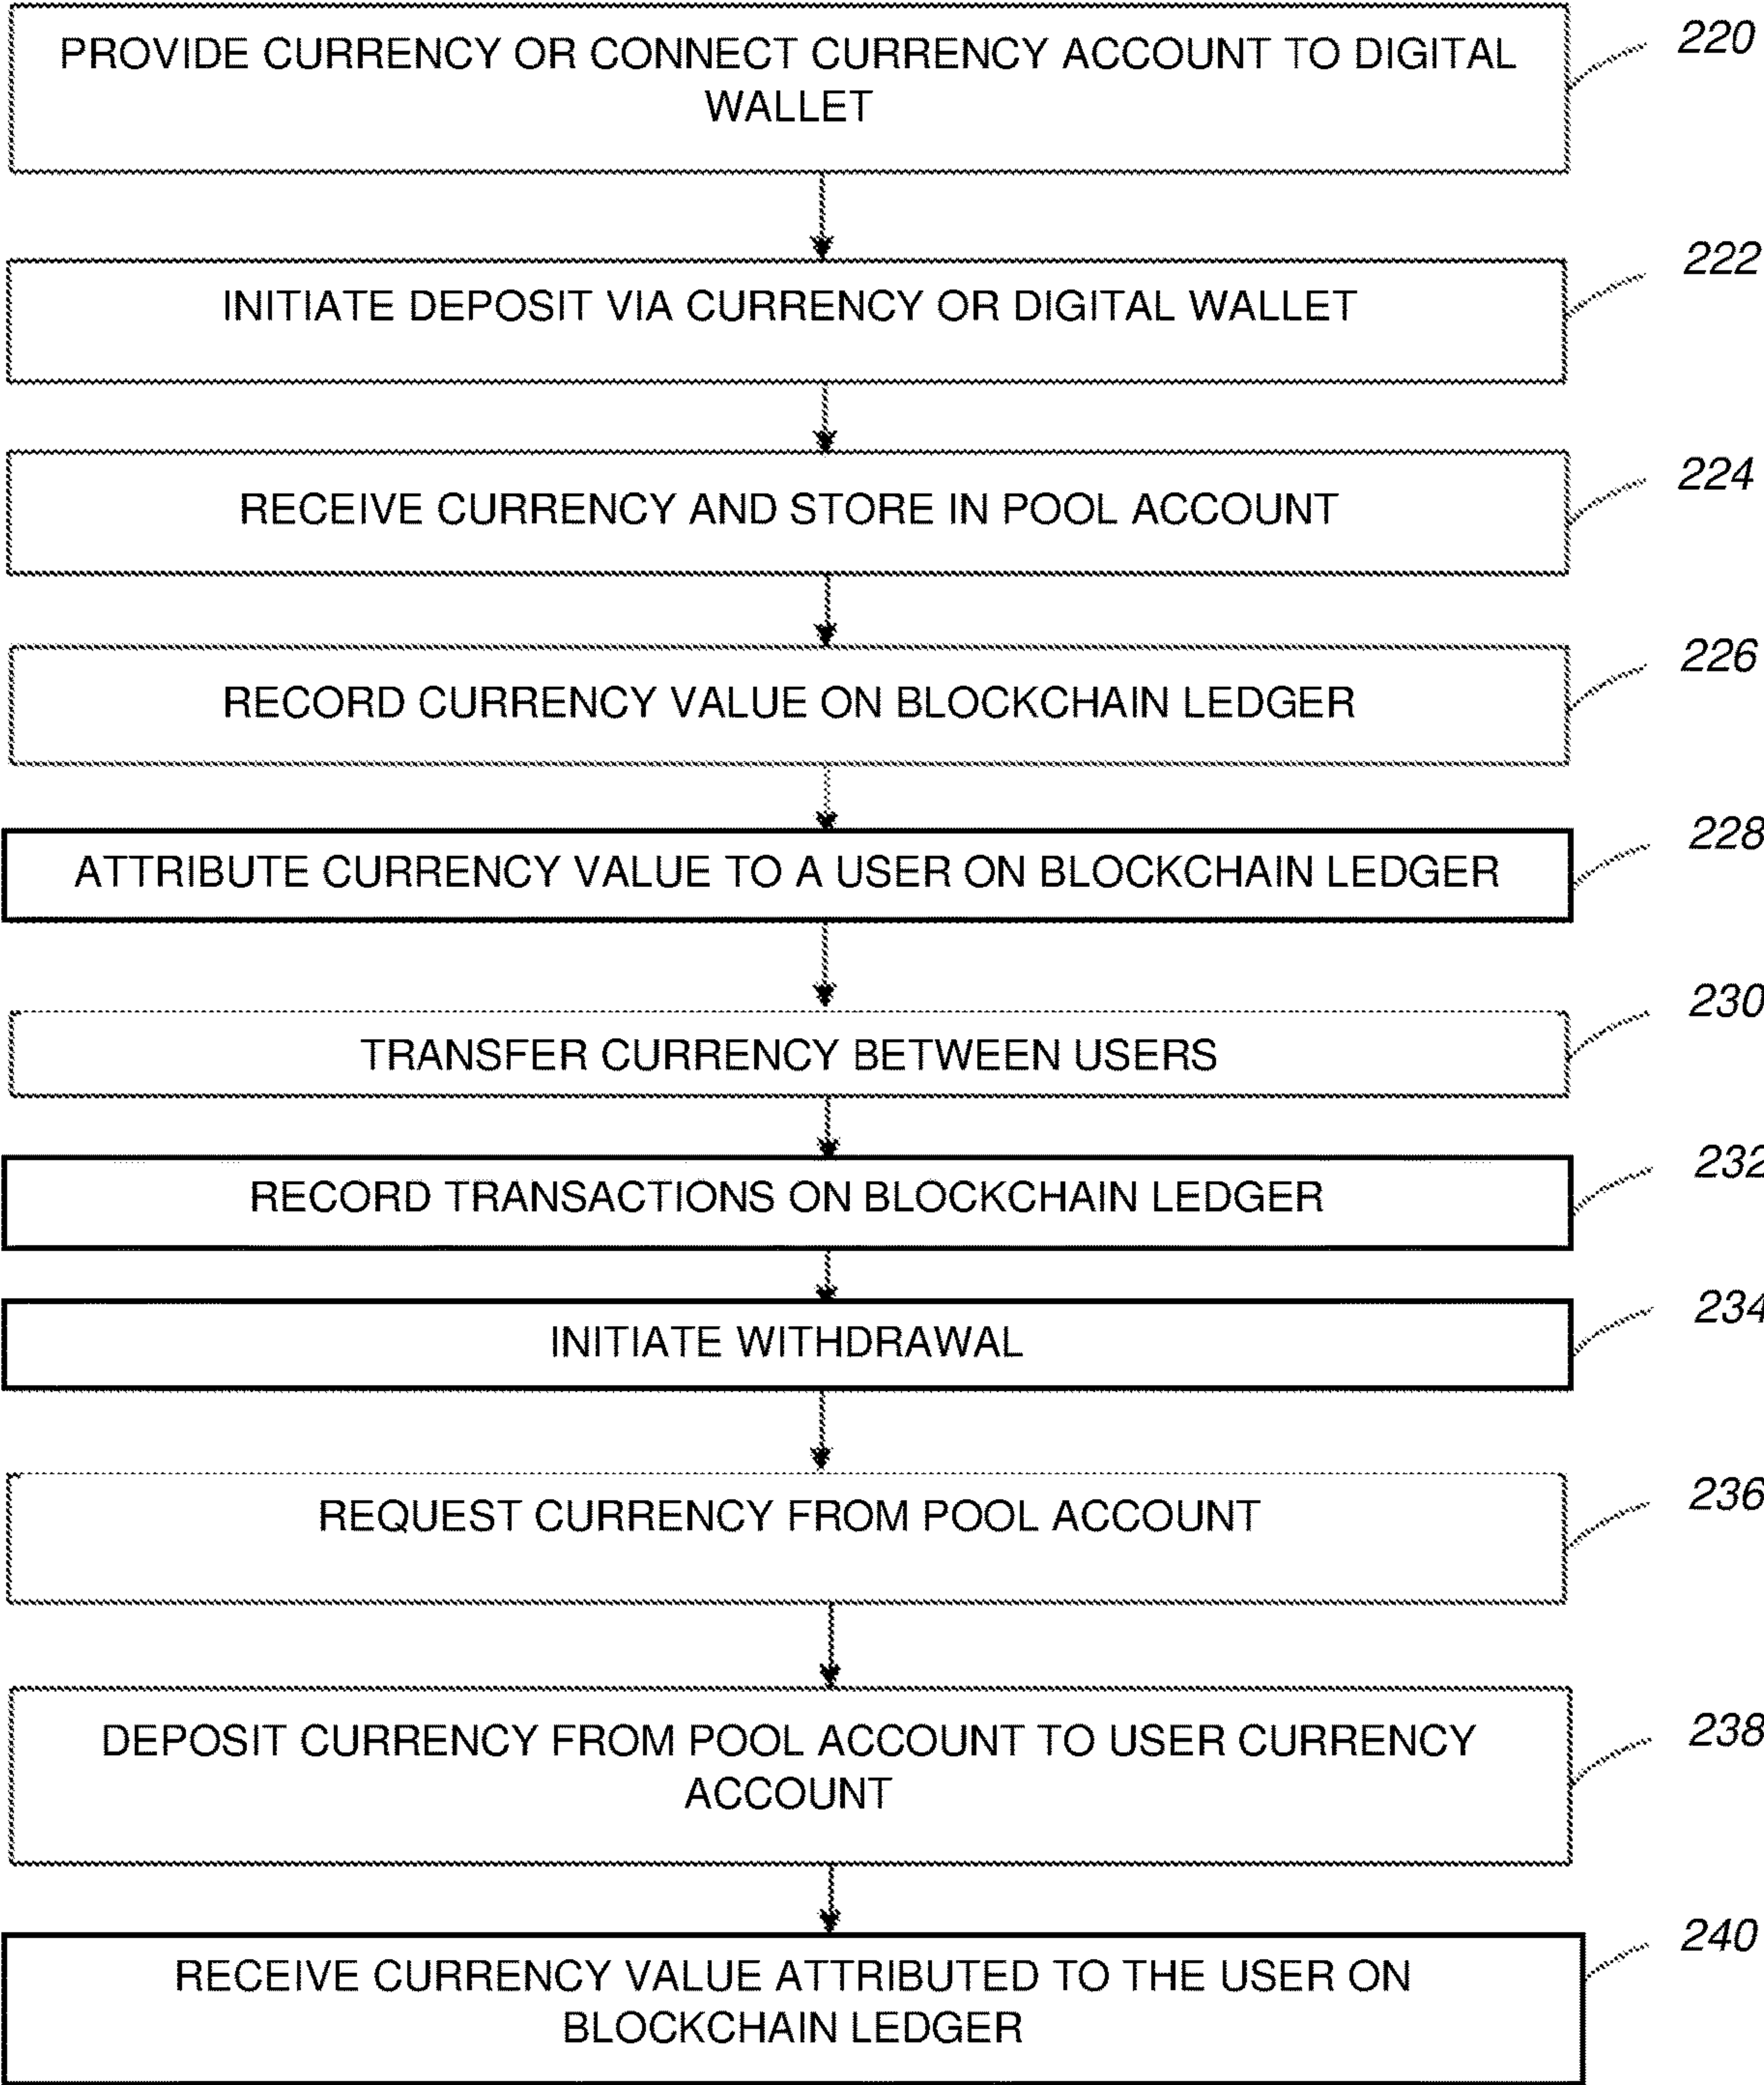 PROVIDE CURRENCY OR CONNECT CURRENCY ACCOUNT TO DIGITAL
WALLET
220
INITIATE DEPOSIT VIA CURRENCY OR DIGITAL WALLET
222
RECEIVE CURRENCY AND STORE IN POOL ACCOUNT
224
RECORD CURRENCY VALUE ON BLOCKCHAIN LEDGER
226
ATTRIBUTE CURRENCY VALUE TO A USER ON BLOCKCHAIN LEDGER
228
TRANSFER CURRENCY BETWEEN USERS
230
RECORD TRANSACTIONS ON BLOCKCHAIN LEDGER
232
INITIATE WITHDRAWAL
234
REQUEST CURRENCY FROM POOL ACCOUNT
236
DEPOSIT CURRENCY FROM POOL ACCOUNT TO USER CURRENCY
ACCOUNT
238
RECEIVE CURRENCY VALUE ATTRIBUTED TO THE USER ON
BLOCKCHAIN LEDGER
240